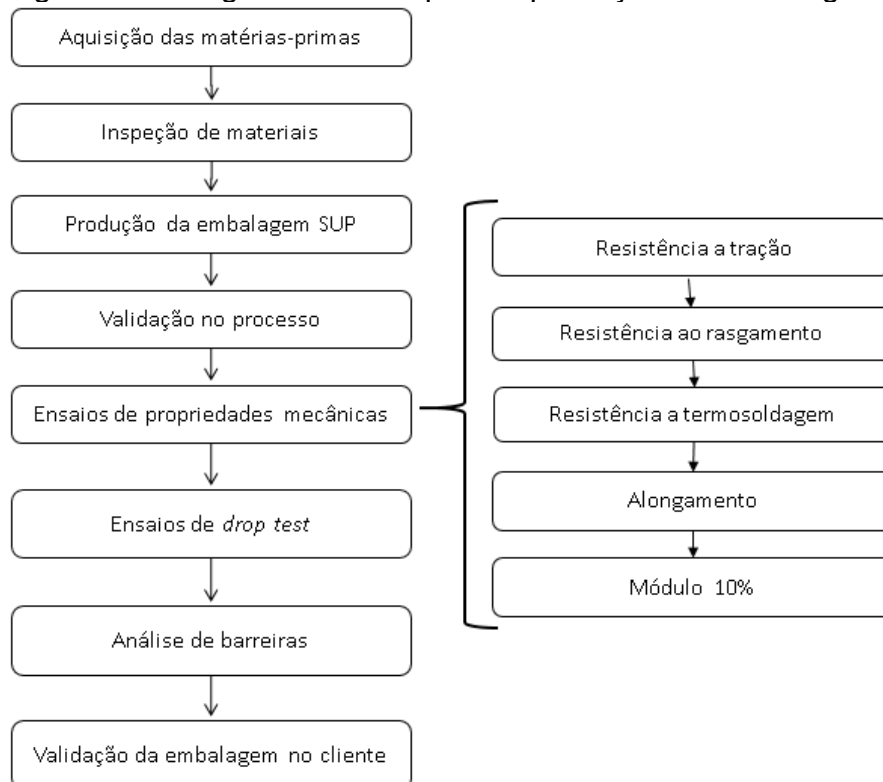 Aquisição das matérias-primas
Inspeção de materiais
Produção da embalagem SUP
Validação no processo
Ensaios de propriedades mecânicas
Ensaios de drop test
Análise de barreiras
Validação da embalagem no cliente
Resistência a tração
Resistência ao rasgamento
Resistência a termosoldagem
Alongamento
Módulo 10%